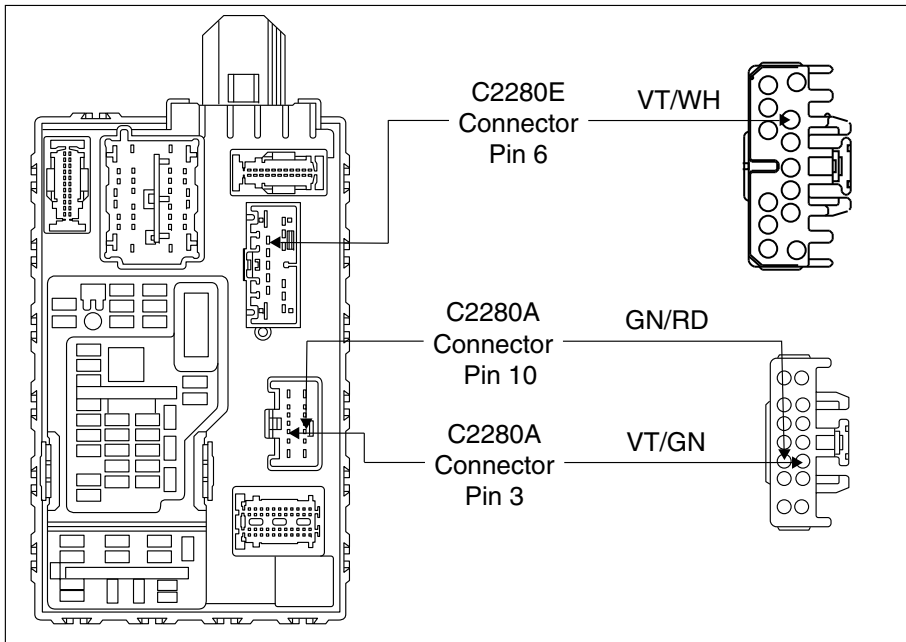 C2280E
Connector
Pin 6
VT/WH
C2280A
Connector
Pin 10
GN/RD
C2280A
Connector
Pin 3
VT/GN